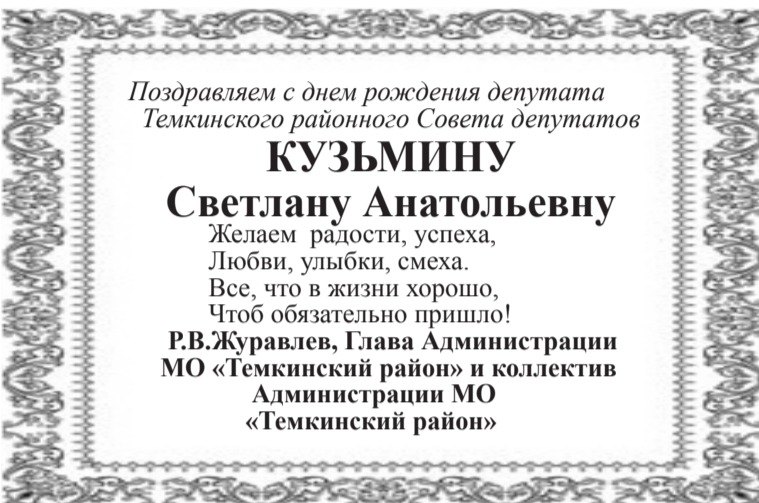 Поздравляем с днем рождения депутата
Темкинского районного Совета депутатов
КУЗЬМИНУ
Светлану Анатольевну
Желаем радости, успеха,
Любви, улыбки, смеха.
Все, что в жизни хорошо,
Чтоб обязательно пришло!
Р.В.Журавлев, Глава Администрации
МО «Темкинский район» и коллектив
Администрации МО
«Темкинский район»